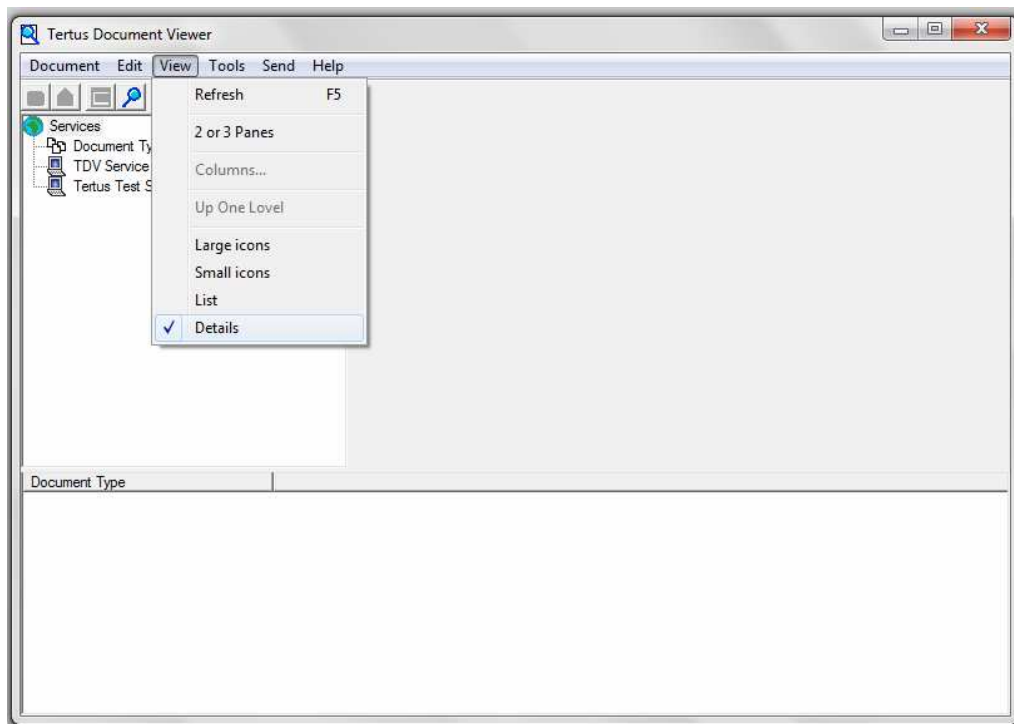 Tertus Document Viewer
Document Edit View Tools Send Help
Refresh F5
2 or 3 Panes
Columns...
Up One Lovel
Large icons
Small icons
List
Details
Services
Document Ty
TDV Service
Tertus Test S
Document Type